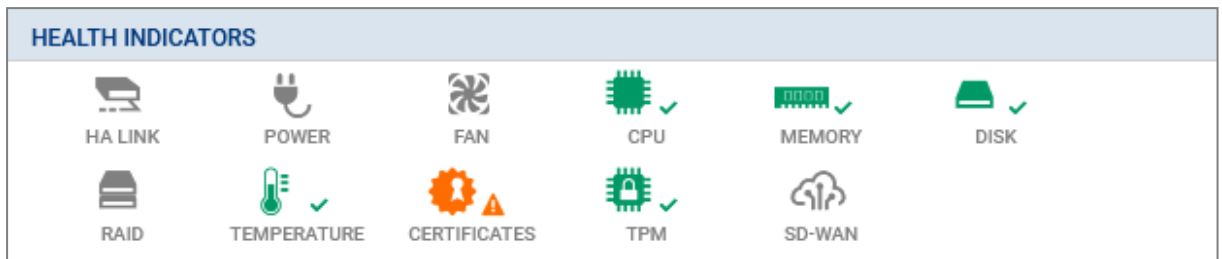 HEALTH INDICATORS
HA LINK POWER FAN CPU MEMORY DISK
RAID TEMPERATURE CERTIFICATES TPM SD-WAN